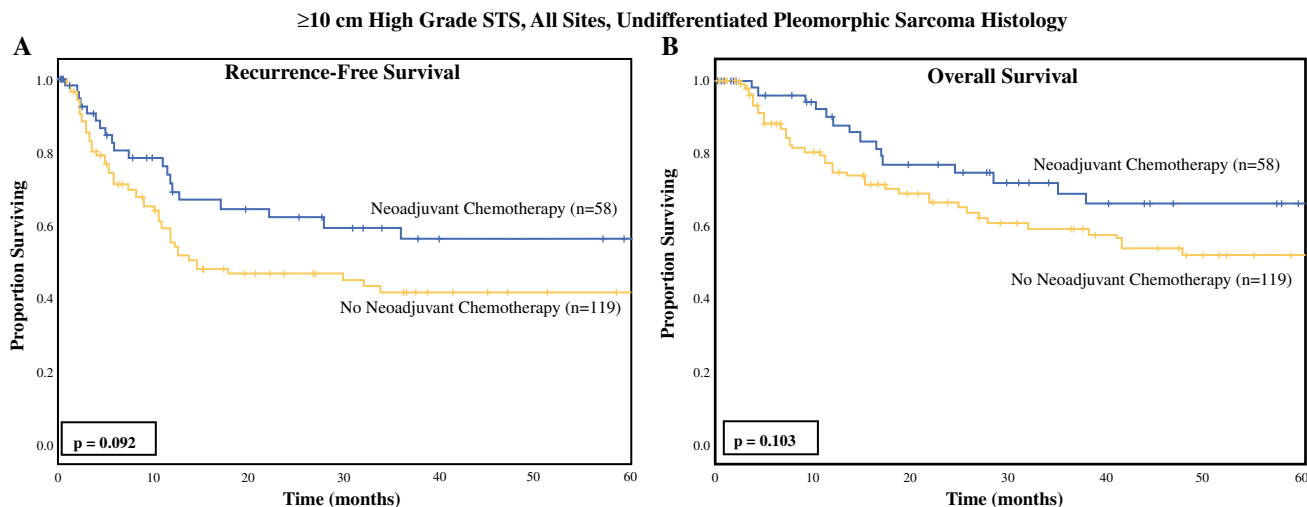 ≥10 cm High Grade STS, All Sites, Undifferentiated Pleomorphic Sarcoma Histology
A
Recurrence-Free Survival
Proportion Surviving
1.0
0.8
0.6
0.4
0.2
0.0
Neoadjuvant Chemotherapy (n=58)
No Neoadjuvant Chemotherapy (n=119)
p = 0.092
0 10 20 30 40 50 60
Time (months)
B
Overall Survival
Proportion Surviving
1.0
0.8
0.6
0.4
0.2
0.0
Neoadjuvant Chemotherapy (n=58)
No Neoadjuvant Chemotherapy (n=119)
p = 0.103
0 10 20 30 40 50 60
Time (months)